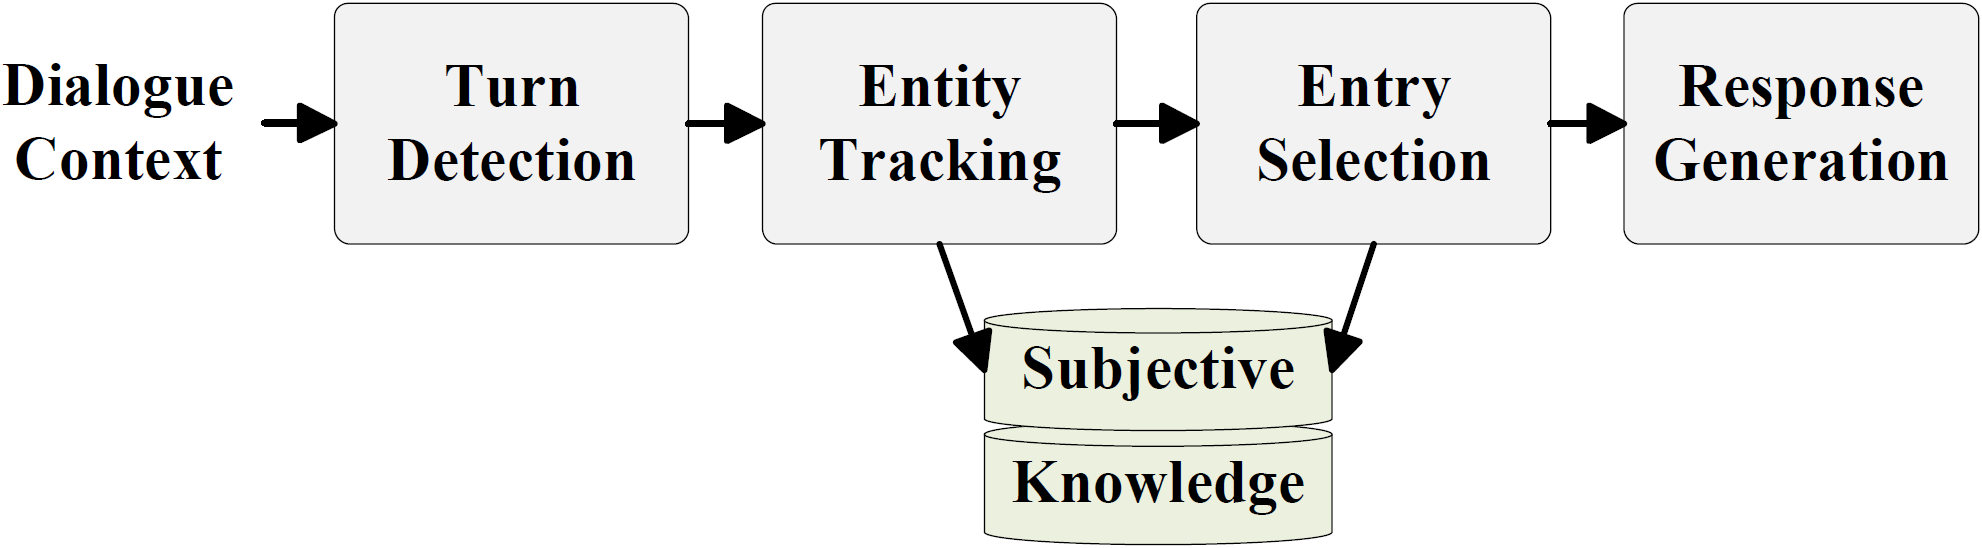 Dialogue
Context
Turn
Detection
Entity
Tracking
Entry
Selection
Response
Generation
Subjective
Knowledge